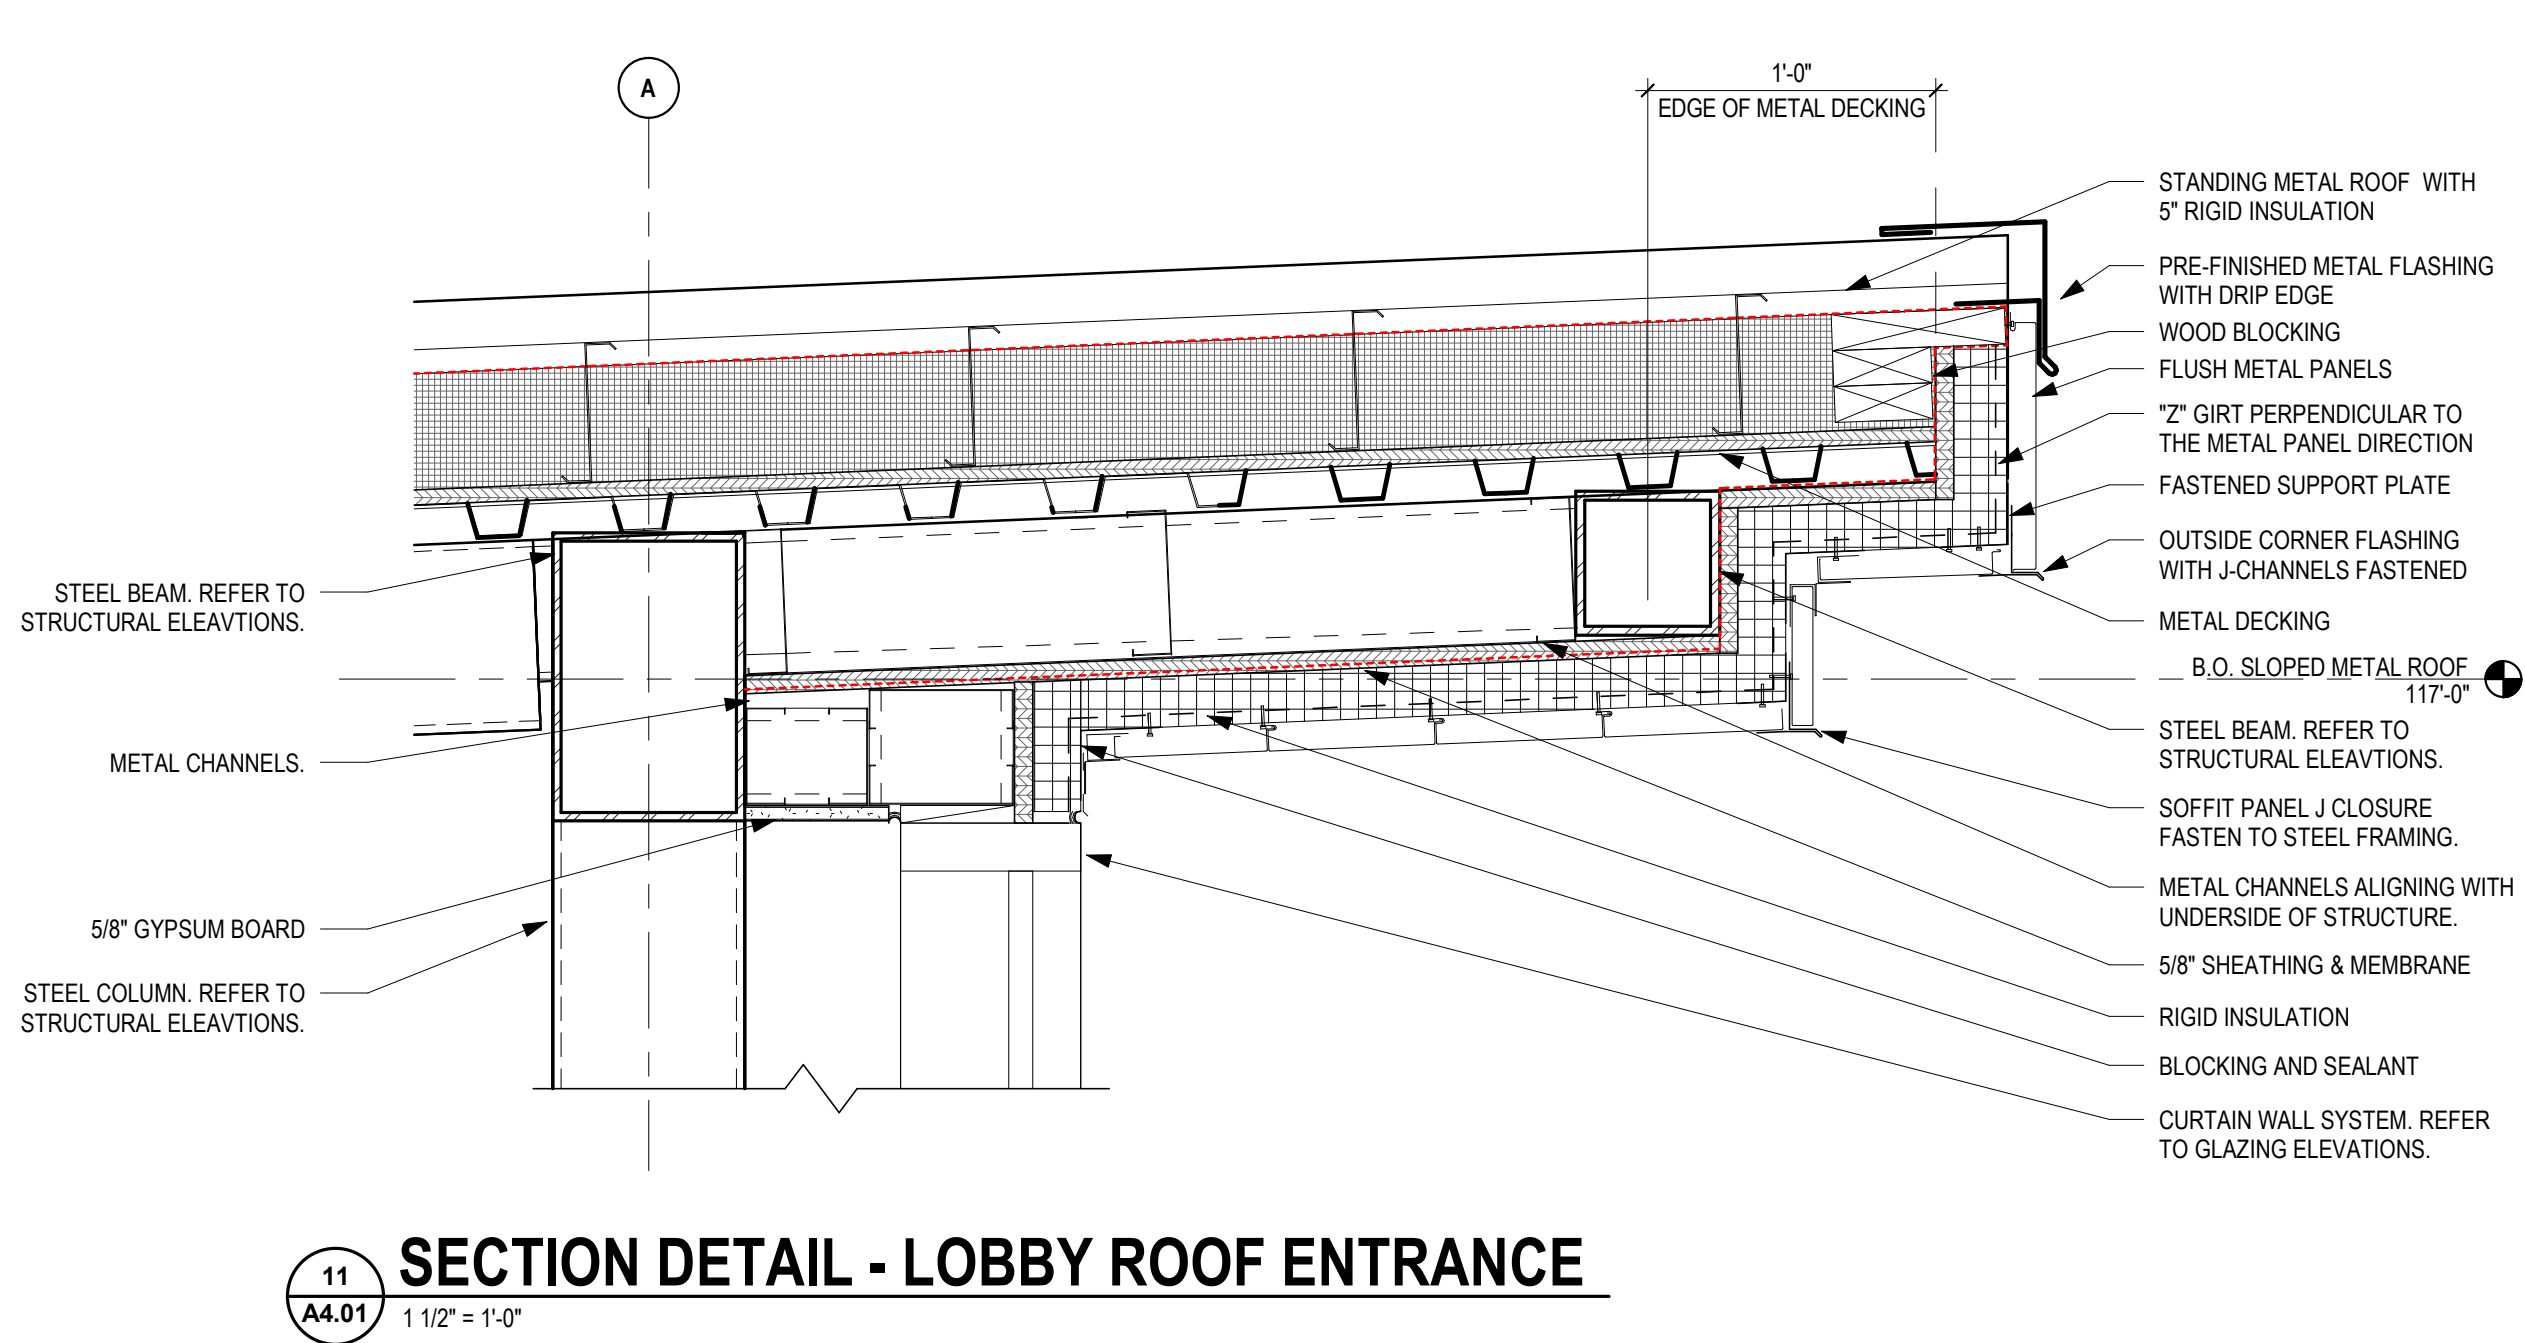 A
1'-0"
EDGE OF METAL DECKING
STANDING METAL ROOF WITH
5" RIGID INSULATION
PRE-FINISHED METAL FLASHING
WITH DRIP EDGE
WOOD BLOCKING
FLUSH METAL PANELS
"Z" GIRT PERPENDICULAR TO
THE METAL PANEL DIRECTION
FASTENED SUPPORT PLATE
OUTSIDE CORNER FLASHING
WITH J-CHANNELS FASTENED
METAL DECKING
B.O. SLOPED METAL ROOF
117'-0"
STEEL BEAM. REFER TO
STRUCTURAL ELEAVTIONS.
SOFFIT PANEL J CLOSURE
FASTEN TO STEEL FRAMING.
METAL CHANNELS ALIGNING WITH
UNDERSIDE OF STRUCTURE.
5/8" SHEATHING & MEMBRANE
RIGID INSULATION
BLOCKING AND SEALANT
CURTAIN WALL SYSTEM. REFER
TO GLAZING ELEVATIONS.
STEEL BEAM. REFER TO
STRUCTURAL ELEAVTIONS.
METAL CHANNELS.
5/8" GYPSUM BOARD
STEEL COLUMN. REFER TO
STRUCTURAL ELEAVTIONS.
11
A4.01
SECTION DETAIL - LOBBY ROOF ENTRANCE
1 1/2" = 1'-0"